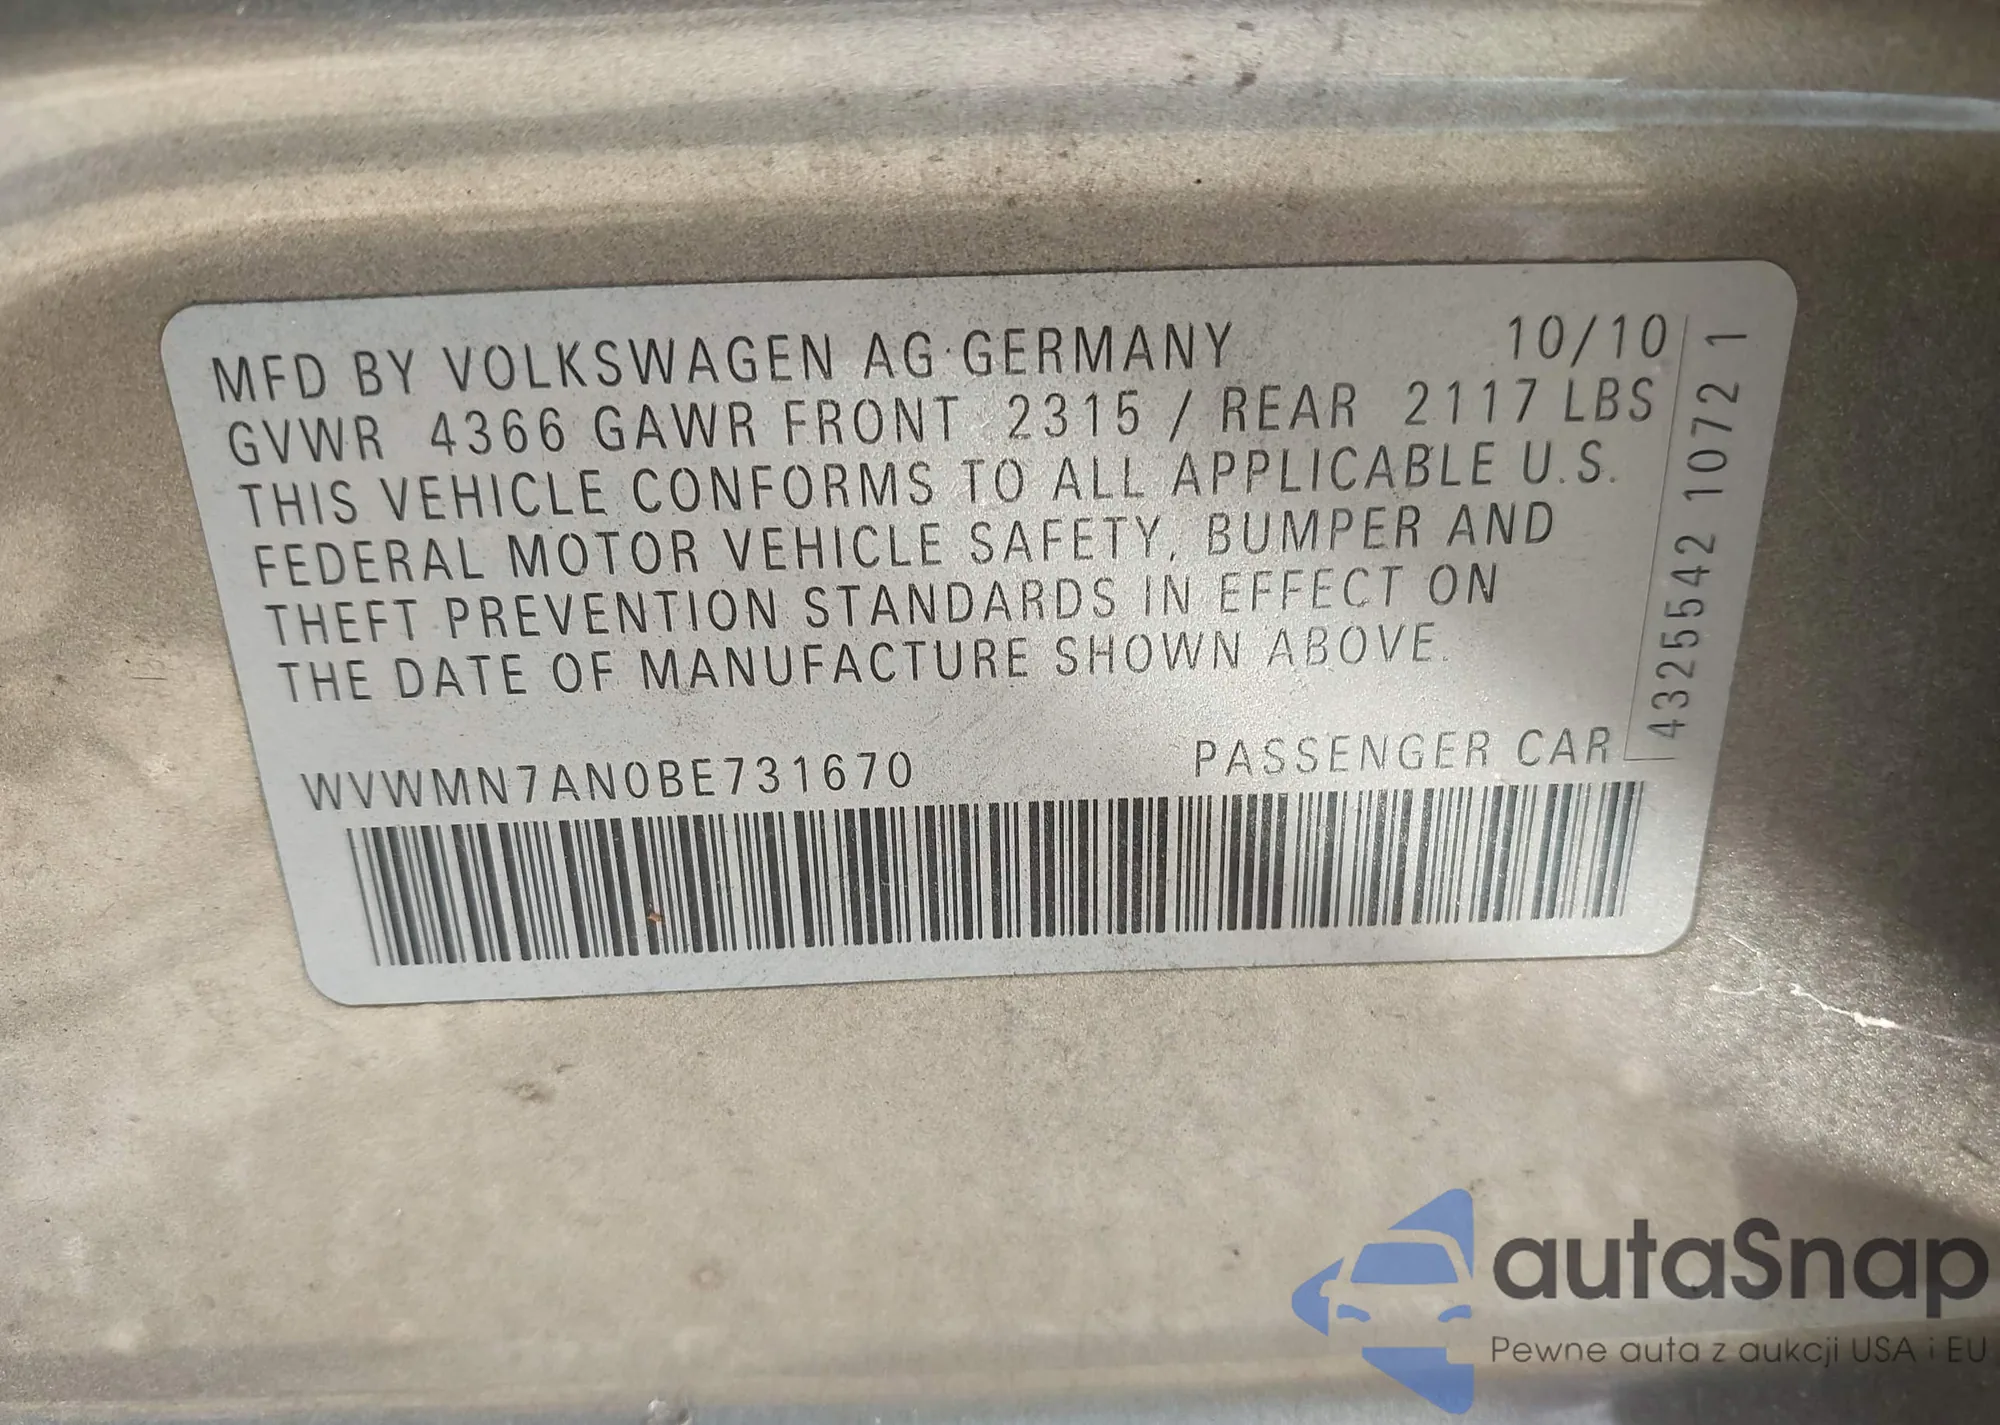 MFD BY VOLKSWAGEN AG·GERMANY 10/10
GVWR 4366 GAWR FRONT 2315 / REAR 2117 LBS
THIS VEHICLE CONFORMS TO ALL APPLICABLE U.S.
FEDERAL MOTOR VEHICLE SAFETY, BUMPER AND
THEFT PREVENTION STANDARDS IN EFFECT ON
THE DATE OF MANUFACTURE SHOWN ABOVE.
WVWMN7AN0BE731670 PASSENGER CAR
4325542 1072 1
autaSnap
Pewne auta z aukcji USA i EU